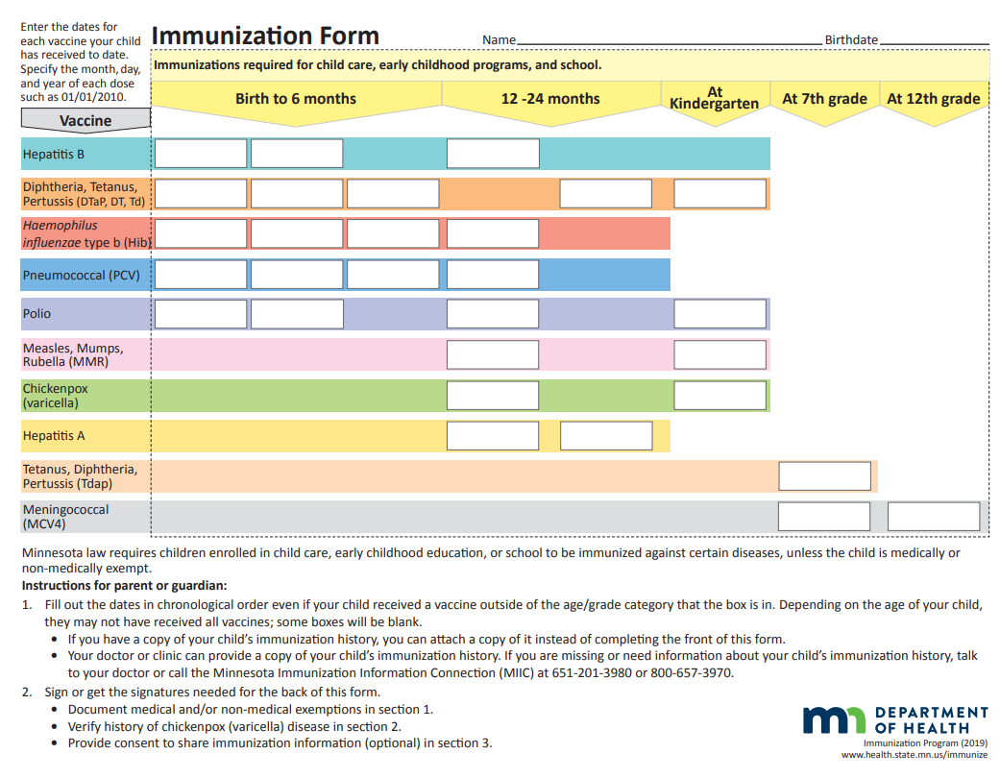 Enter the dates for
each vaccine your child
has received to date.
Specify the month, day,
and year of each dose
such as 01/01/2010.
Immunization Form
Name
Birthdate
Immunizations required for child care, early childhood programs, and school.
Birth to 6 months
12 -24 months
At
Kindergarten
At 7th grade
At 12th grade
Vaccine
Hepatitis B
Diphtheria, Tetanus,
Pertussis (DTaP, DT, Td)
Haemophilus
influenzae type b (Hib)
Pneumococcal (PCV)
Polio
Measles, Mumps,
Rubella (MMR)
Chickenpox
(varicella)
Hepatitis A
Tetanus, Diphtheria,
Pertussis (Tdap)
Meningococcal
(MCV4)
Minnesota law requires children enrolled in child care, early childhood education, or school to be immunized against certain diseases, unless the child is medically or
non-medically exempt.
Instructions for parent or guardian:
1. Fill out the dates in chronological order even if your child received a vaccine outside of the age/grade category that the box is in. Depending on the age of your child,
they may not have received all vaccines; some boxes will be blank.
• If you have a copy of your child's immunization history, you can attach a copy of it instead of completing the front of this form.
• Your doctor or clinic can provide a copy of your child's immunization history. If you are missing or need information about your child's immunization history, talk
to your doctor or call the Minnesota Immunization Information Connection (MIIC) at 651-201-3980 or 800-657-3970.
2. Sign or get the signatures needed for the back of this form.
• Document medical and/or non-medical exemptions in section 1.
• Verify history of chickenpox (varicella) disease in section 2.
• Provide consent to share immunization information (optional) in section 3.
mn DEPARTMENT
OF HEALTH
Immunization Program (2019)
www.health.state.mn.us/immunize